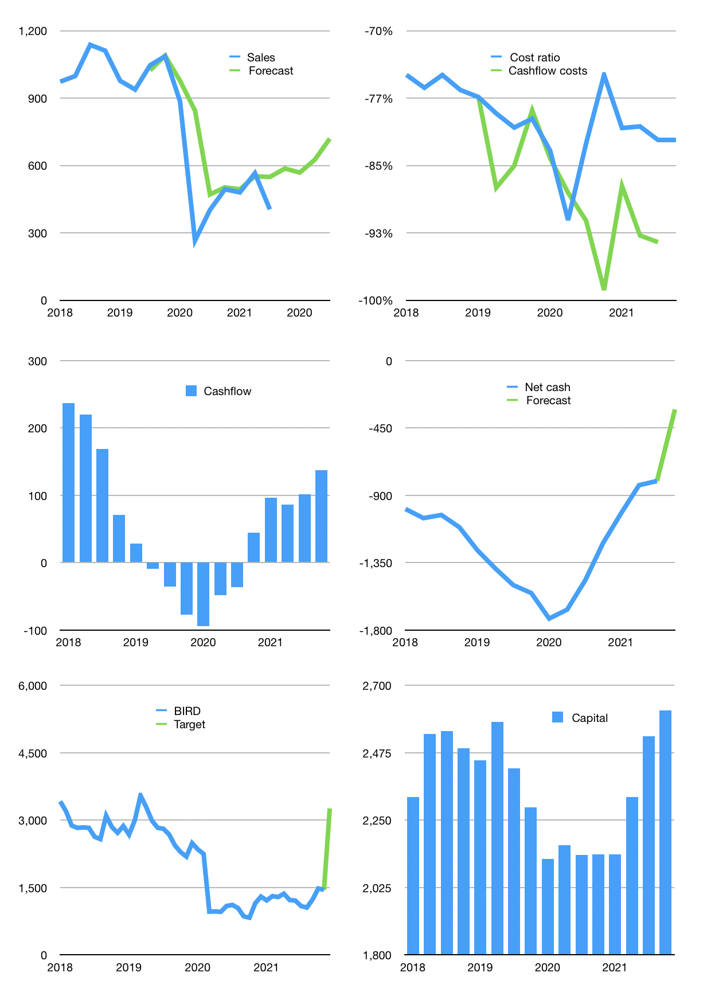 1,200
900
600
300
0
Sales
Forecast
2018 2019 2020 2021 2020
-70%
-77%
-85%
-93%
-100%
Cost ratio
Cashflow costs
2018 2019 2020 2021
300
200
100
0
-100
Cashflow
2018 2019 2020 2021
0
-450
-900
-1,350
-1,800
Net cash
Forecast
2018 2019 2020 2021
6,000
4,500
3,000
1,500
0
BIRD
Target
2018 2019 2020 2021
2,700
2,475
2,250
2,025
1,800
Capital
2018 2019 2020 2021